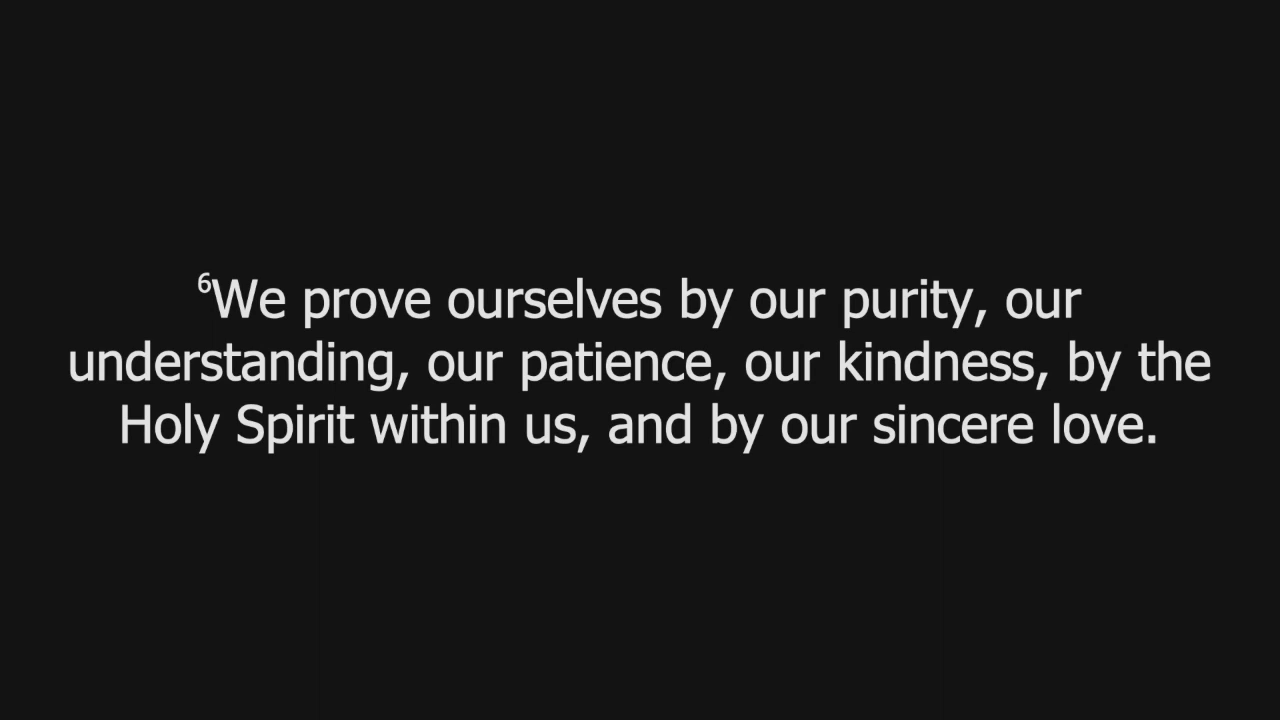 ⁶We prove ourselves by our purity, our
understanding, our patience, our kindness, by the
Holy Spirit within us, and by our sincere love.